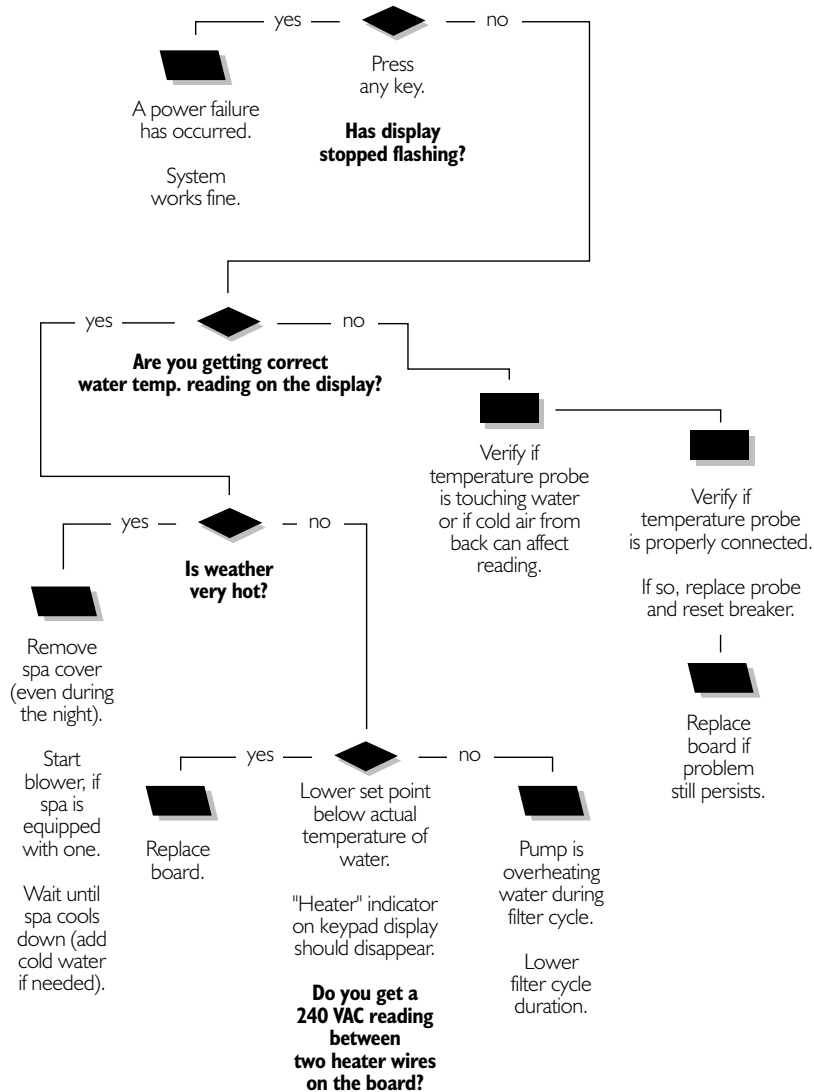 yes
no
Press
any key.
Has display
stopped flashing?
A power failure
has occurred.
System
works fine.
yes
no
Are you getting correct
water temp. reading on the display?
Verify if
temperature probe
is touching water
or if cold air from
back can affect
reading.
Verify if
temperature probe
is properly connected.
If so, replace probe
and reset breaker.
Replace
board if
problem
still persists.
yes
no
Is weather
very hot?
Remove
spa cover
(even during
the night).
Start
blower, if
spa is
equipped
with one.
Wait until
spa cools
down (add
cold water
if needed).
yes
no
Replace
board.
Lower set point
below actual
temperature of
water.
"Heater" indicator
on keypad display
should disappear.
Do you get a
240 VAC reading
between
two heater wires
on the board?
Pump is
overheating
water during
filter cycle.
Lower
filter cycle
duration.